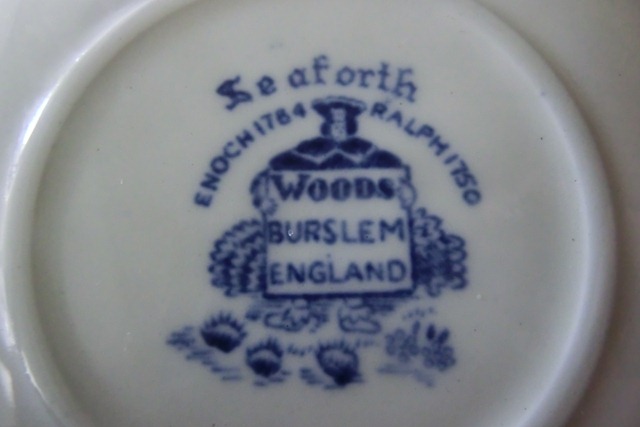 Seaforth
ENOCH 1784 RALPH 1750
WOODS
BURSLEM
ENGLAND